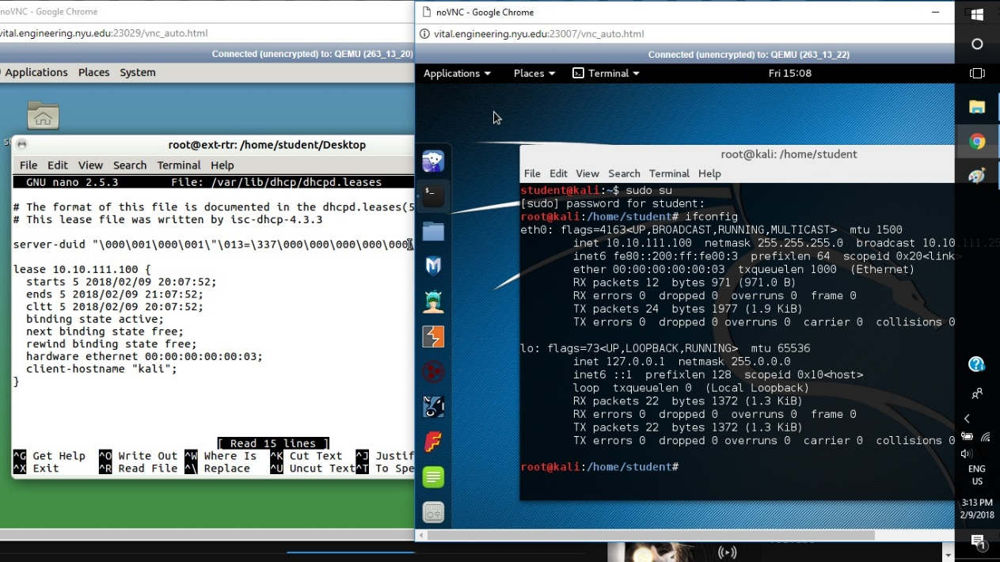 noVNC - Google Chrome
vital.engineering.nyu.edu:23029/vnc_auto.html
Connected (unencrypted) to: QEMU (263_13_20)
Applications Places System
root@ext-rtr: /home/student/Desktop
File Edit View Search Terminal Help
GNU nano 2.5.3 File: /var/lib/dhcp/dhcpd.leases
# The format of this file is documented in the dhcpd.leases(5
# This lease file was written by isc-dhcp-4.3.3
server-duid "\000\001\000\001\"\013=\337\000\000\000\000\000
lease 10.10.111.100 {
starts 5 2018/02/09 20:07:52;
ends 5 2018/02/09 21:07:52;
cltt 5 2018/02/09 20:07:52;
binding state active;
next binding state free;
rewind binding state free;
hardware ethernet 00:00:00:00:00:03;
client-hostname "kali";
}
[ Read 15 lines ]
^G Get Help ^O Write Out ^W Where Is ^K Cut Text ^J Justif
^X Exit ^R Read File ^\ Replace ^U Uncut Text ^T To Spe
noVNC - Google Chrome
vital.engineering.nyu.edu:23007/vnc_auto.html
Connected (unencrypted) to: QEMU (263_13_22)
Applications Places Terminal Fri 15:08
root@kali: /home/student
File Edit View Search Terminal Help
student@kali:~$ sudo su
[sudo] password for student:
root@kali:/home/student# ifconfig
eth0: flags=4163<UP,BROADCAST,RUNNING,MULTICAST> mtu 1500
inet 10.10.111.100 netmask 255.255.255.0 broadcast 10.10.111.25
inet6 fe80::200:ff:fe00:3 prefixlen 64 scopeid 0x20<link>
ether 00:00:00:00:00:03 txqueuelen 1000 (Ethernet)
RX packets 12 bytes 971 (971.0 B)
RX errors 0 dropped 0 overruns 0 frame 0
TX packets 24 bytes 1977 (1.9 KiB)
TX errors 0 dropped 0 overruns 0 carrier 0 collisions 0
lo: flags=73<UP,LOOPBACK,RUNNING> mtu 65536
inet 127.0.0.1 netmask 255.0.0.0
inet6 ::1 prefixlen 128 scopeid 0x10<host>
loop txqueuelen 0 (Local Loopback)
RX packets 22 bytes 1372 (1.3 KiB)
RX errors 0 dropped 0 overruns 0 frame 0
TX packets 22 bytes 1372 (1.3 KiB)
TX errors 0 dropped 0 overruns 0 carrier 0 collisions 0
root@kali:/home/student#
ENG
US
3:13 PM
2/9/2018
1